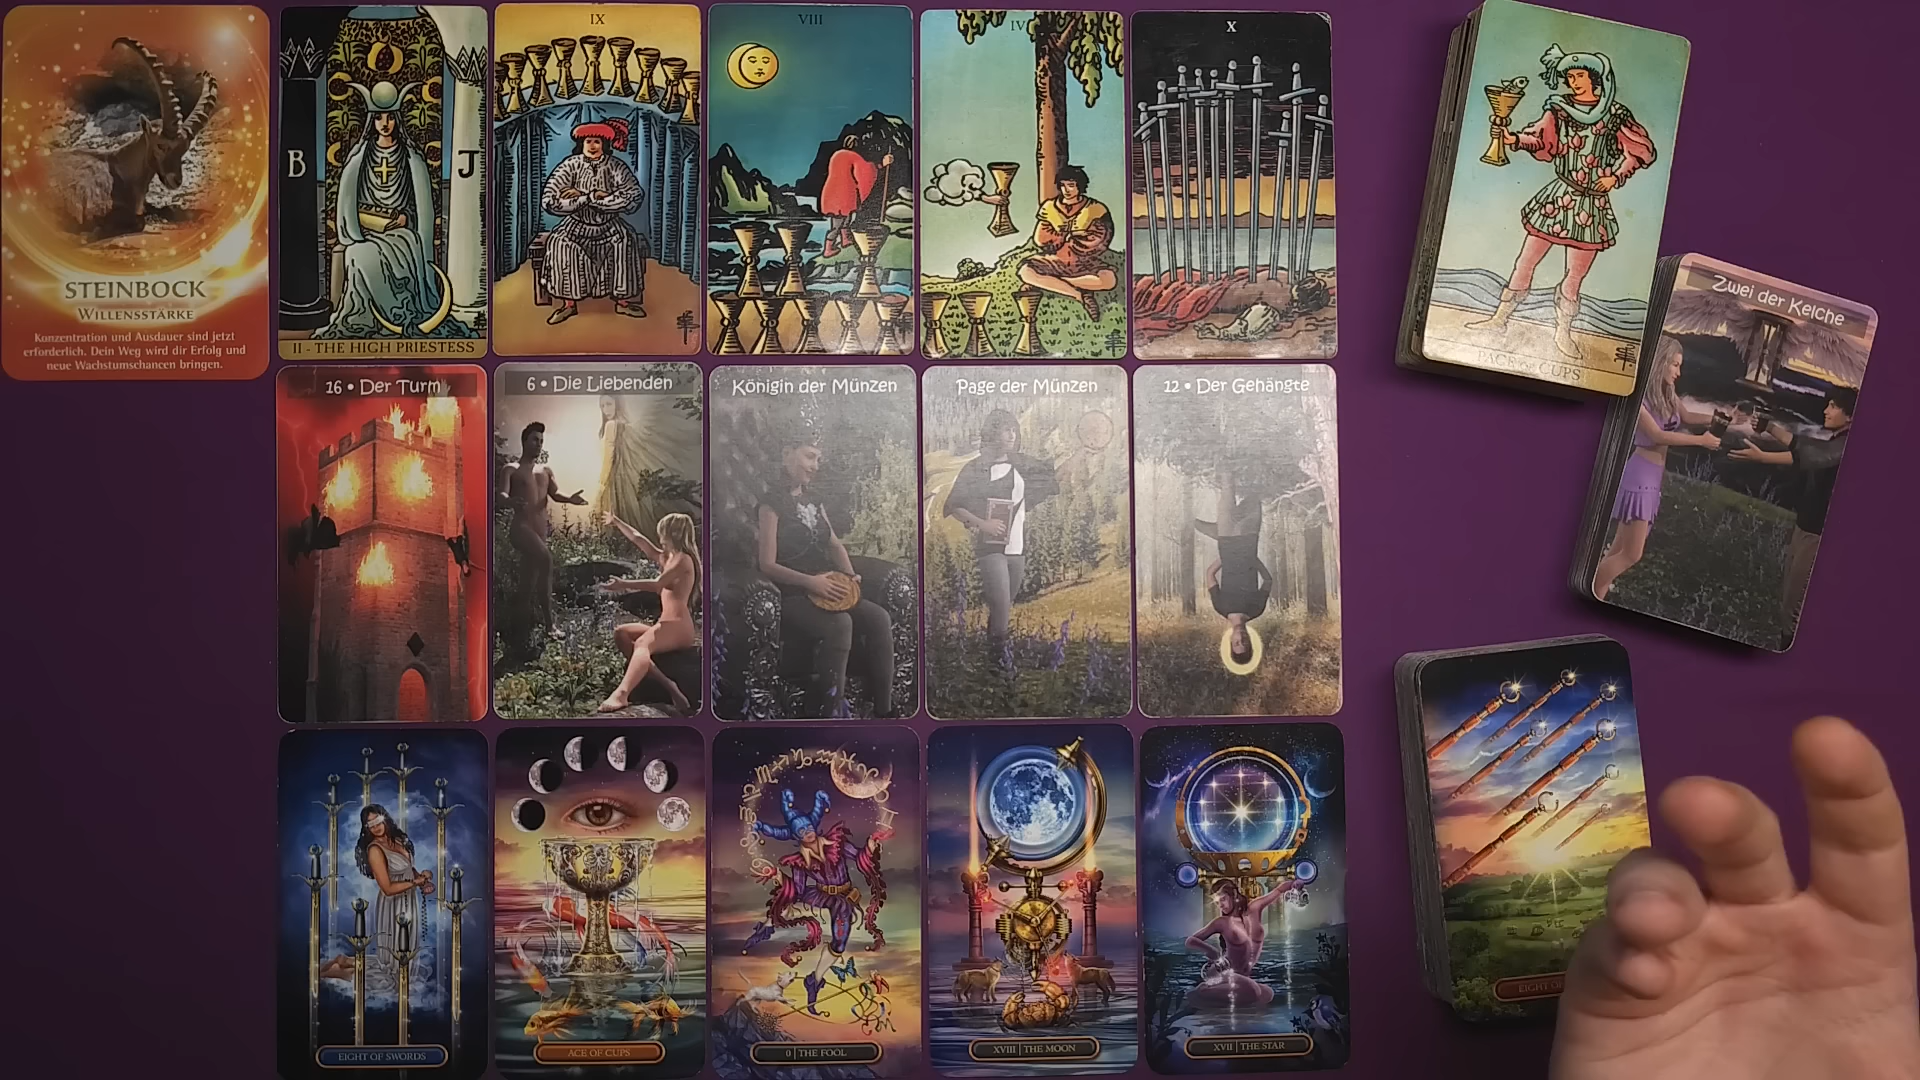 STEINBOCK
WILLENSSTÄRKE
Konzentration und Ausdauer sind jetzt
erforderlich. Dein Weg wird dir Erfolg und
neue Wachstumschancen bringen.
B
J
II - THE HIGH PRIESTESS
IX
VIII
IV
X
PAGE of CUPS
16 • Der Turm
6 • Die Liebenden
Königin der Münzen
Page der Münzen
12 • Der Gehängte
Zwei der Kelche
EIGHT OF SWORDS
ACE OF CUPS
0 | THE FOOL
XVIII | THE MOON
XVII | THE STAR
EIGHT